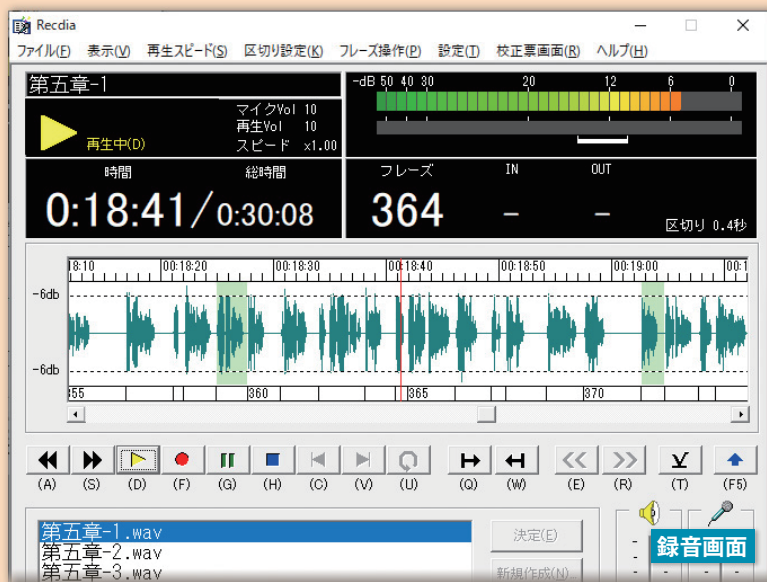 Recdia
ファイル(F) 表示(V) 再生スピード(S) 区切り設定(K) フレーズ操作(P) 設定(T) 校正票画面(R) ヘルプ(H)
第五章-1
-dB 50 40 30 20 12 6 0
マイクVol 10
再生Vol 10
再生中(D)
スピード x1.00
時間 総時間
0:18:41/0:30:08
フレーズ IN OUT
364 – –
区切り 0.4秒
8:10 00:18:20 00:18:30 00:18:40 00:18:50 00:19:00 00:1
-6db
-6db
355 360 365 370
(A) (S) (D) (F) (G) (H) (C) (V) (U) (Q) (W) (E) (R) (T) (F5)
第五章-1.wav
第五章-2.wav
第五章-3.wav
決定(E)
新規作成(N)...
録音画面